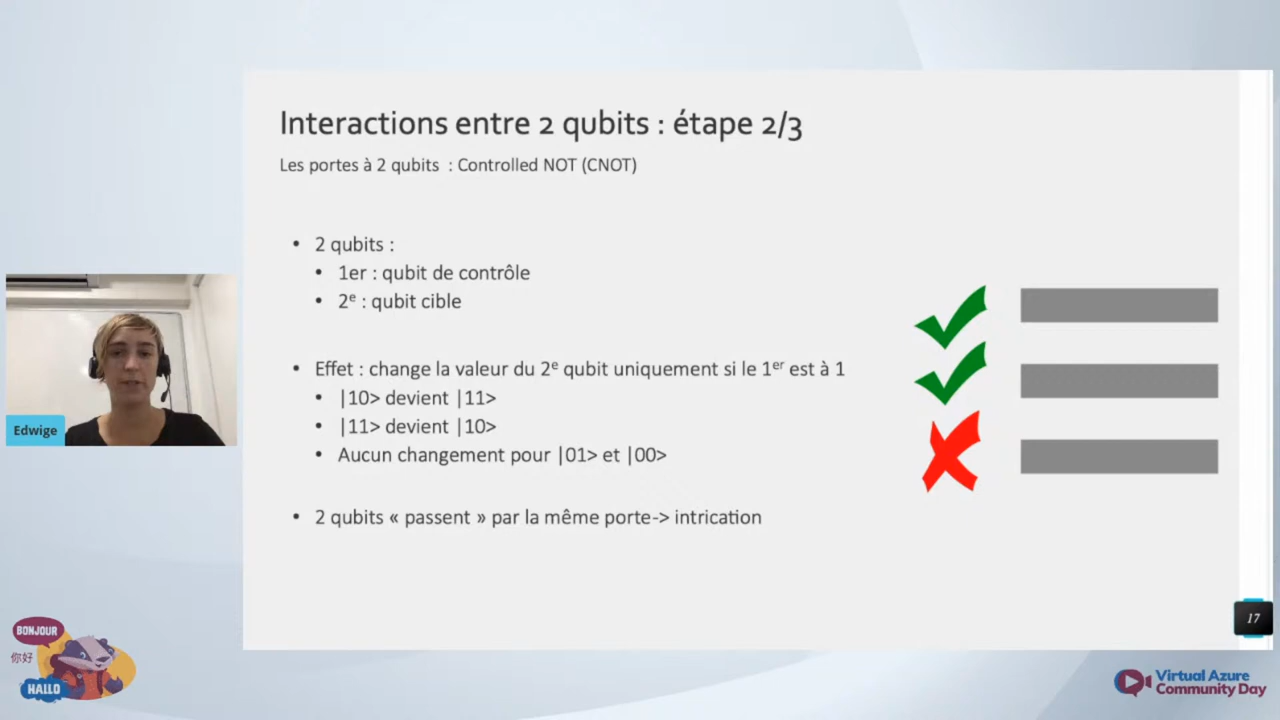 Interactions entre 2 qubits : étape 2/3
Les portes à 2 qubits : Controlled NOT (CNOT)
• 2 qubits :
• 1er : qubit de contrôle
• 2ᵉ : qubit cible
• Effet : change la valeur du 2ᵉ qubit uniquement si le 1ᵉʳ est à 1
• |10> devient |11>
• |11> devient |10>
• Aucun changement pour |01> et |00>
• 2 qubits « passent » par la même porte-> intrication
Edwige
17
BONJOUR
你好
HALLO
Virtual Azure
Community Day